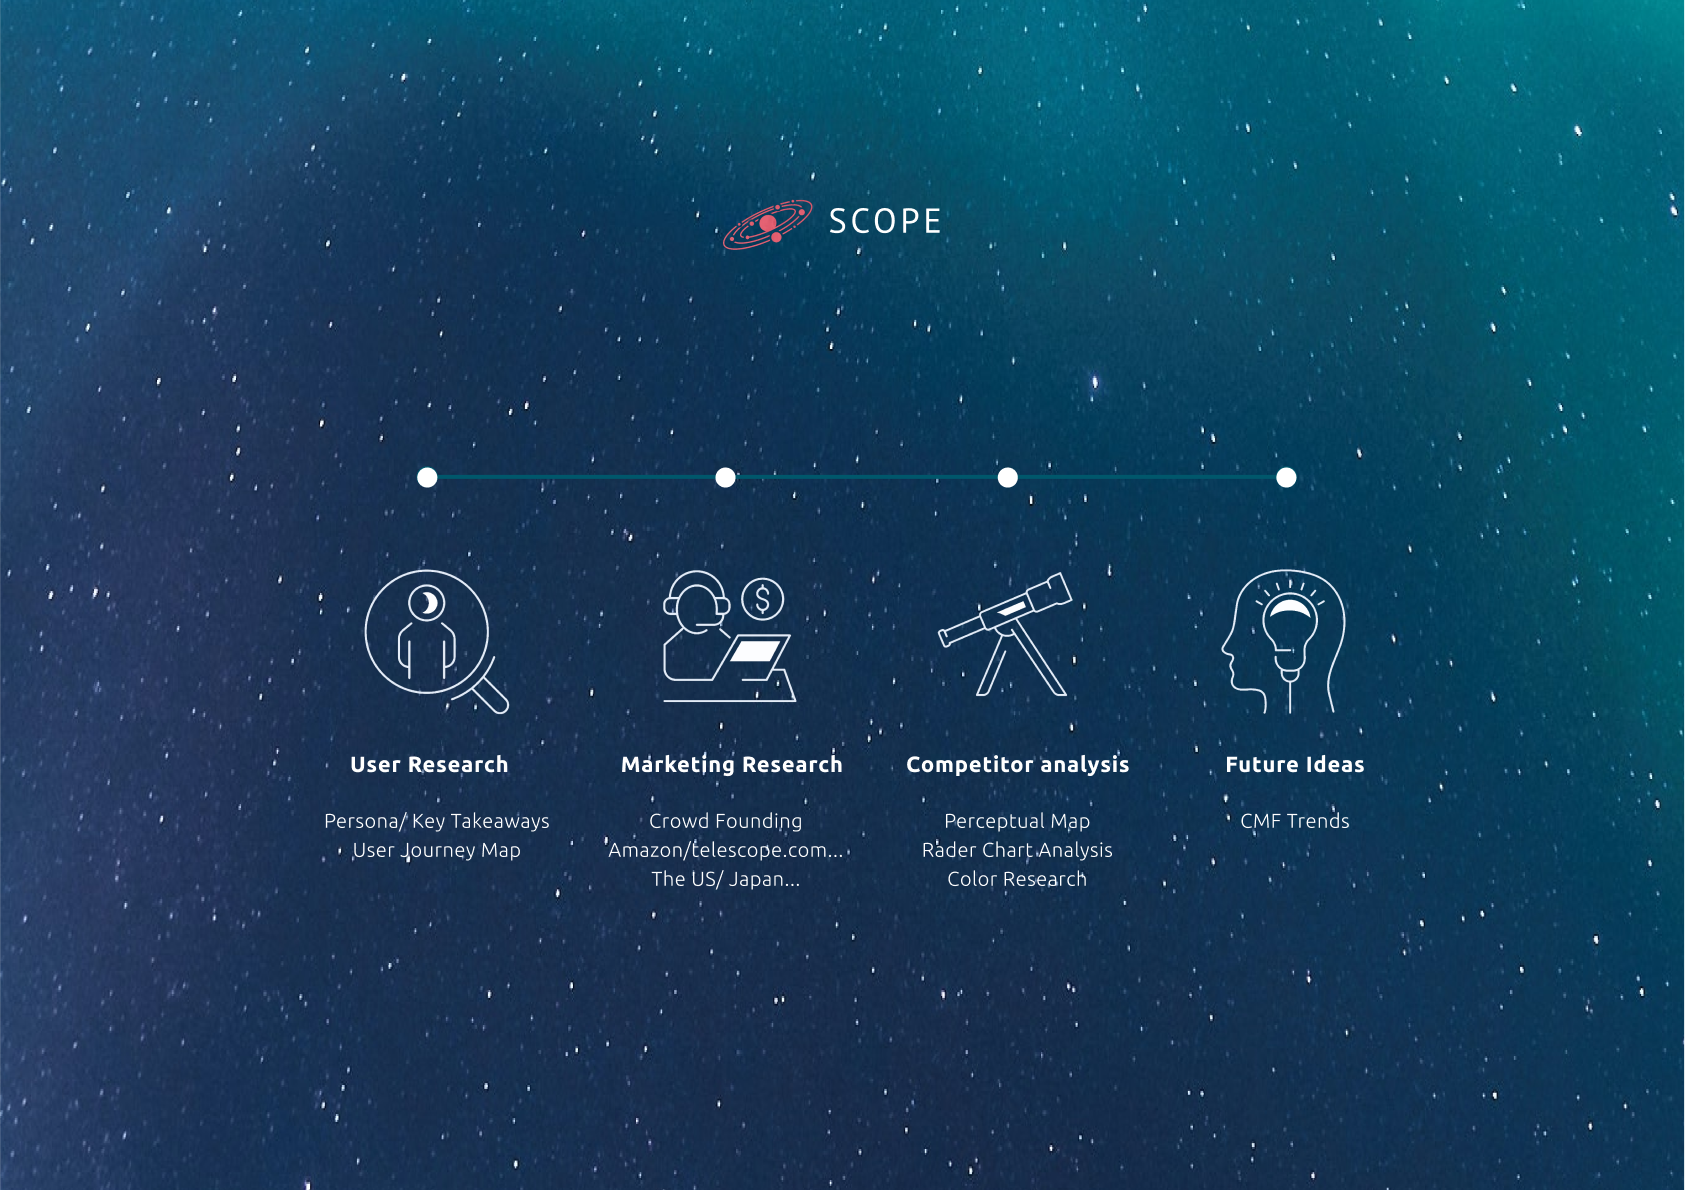 SCOPE
User Research
Persona/ Key Takeaways
User Journey Map
Marketing Research
Crowd Founding
Amazon/telescope.com...
The US/ Japan...
Competitor analysis
Perceptual Map
Rader Chart Analysis
Color Research
Future Ideas
CMF Trends